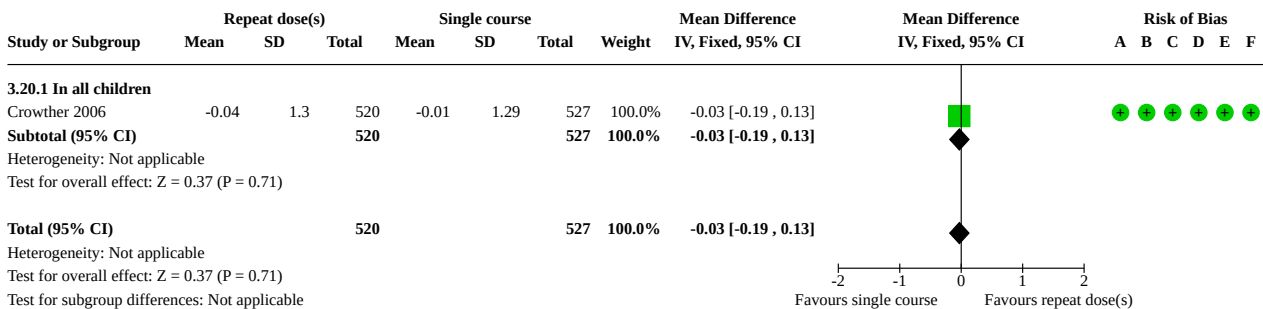 Repeat dose(s) Single course Mean Difference Mean Difference Risk of Bias
Study or Subgroup Mean SD Total Mean SD Total Weight IV, Fixed, 95% CI IV, Fixed, 95% CI A B C D E F
3.20.1 In all children
Crowther 2006 -0.04 1.3 520 -0.01 1.29 527 100.0% -0.03 [-0.19 , 0.13] + + + + + +
Subtotal (95% CI) 520 527 100.0% -0.03 [-0.19 , 0.13]
Heterogeneity: Not applicable
Test for overall effect: Z = 0.37 (P = 0.71)
Total (95% CI) 520 527 100.0% -0.03 [-0.19 , 0.13]
Heterogeneity: Not applicable
Test for overall effect: Z = 0.37 (P = 0.71)
-2 -1 0 1 2
Test for subgroup differences: Not applicable Favours single course Favours repeat dose(s)